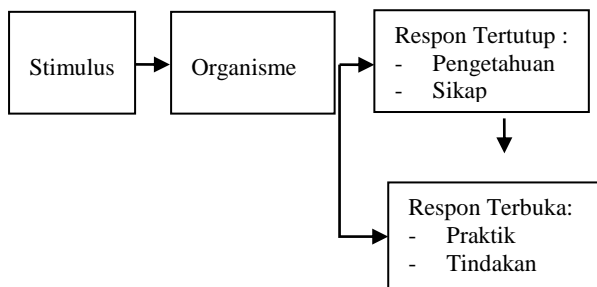 Stimulus
Organisme
Respon Tertutup :
- Pengetahuan
- Sikap
Respon Terbuka:
- Praktik
- Tindakan